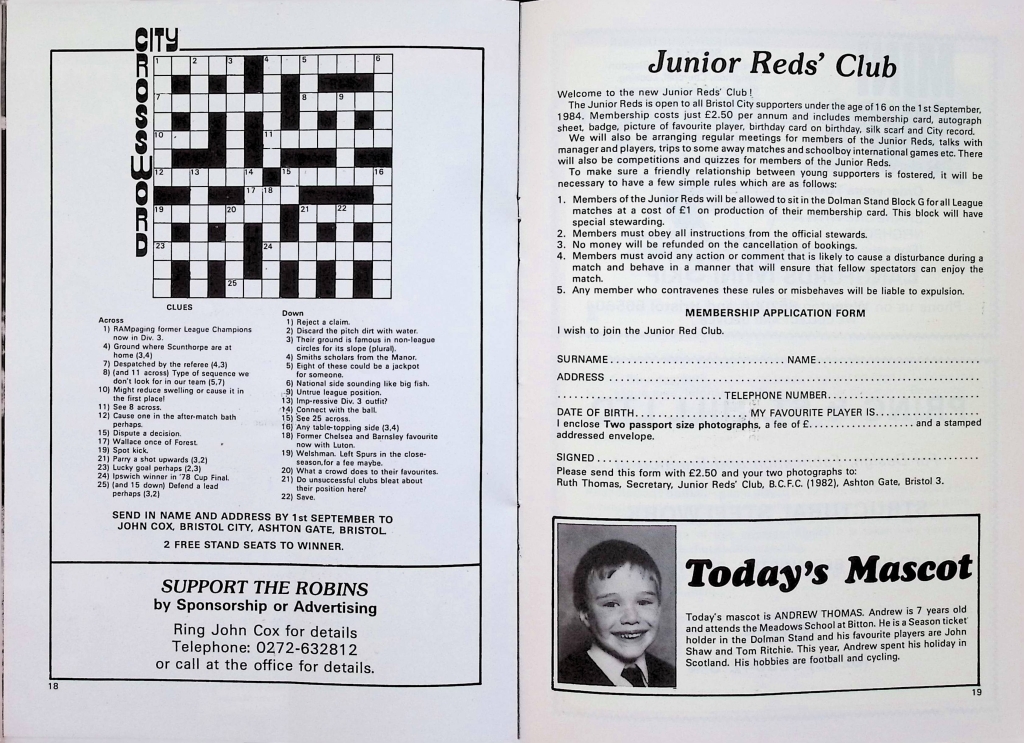 CITY
CROSSWORD
1 2 3 4 5 6
7 8 9
10 11
12 13 14 15 16
17 18
19 20 21 22
23 24
25
CLUES
Across
1) RAMpaging former League Champions
now in Div. 3.
4) Ground where Scunthorpe are at
home (3,4)
7) Despatched by the referee (4,3)
8) (and 11 across) Type of sequence we
don't look for in our team (5,7)
10) Might reduce swelling or cause it in
the first place!
11) See 8 across.
12) Cause one in the after-match bath
perhaps.
15) Dispute a decision.
17) Wallace once of Forest.
19) Spot kick.
21) Parry a shot upwards (3,2)
23) Lucky goal perhaps (2,3)
24) Ipswich winner in '78 Cup Final.
25) (and 15 down) Defend a lead
perhaps (3,2)
Down
1) Reject a claim.
2) Discard the pitch dirt with water.
3) Their ground is famous in non-league
circles for its slope (plural).
4) Smiths scholars from the Manor.
5) Eight of these could be a jackpot
for someone.
6) National side sounding like big fish.
9) Untrue league position.
13) Imp-ressive Div. 3 outfit?
14) Connect with the ball.
15) See 25 across.
16) Any table-topping side (3,4)
18) Former Chelsea and Barnsley favourite
now with Luton.
19) Welshman. Left Spurs in the close-
season,for a fee maybe.
20) What a crowd does to their favourites.
21) Do unsuccessful clubs bleat about
their position here?
22) Save.
SEND IN NAME AND ADDRESS BY 1st SEPTEMBER TO
JOHN COX, BRISTOL CITY, ASHTON GATE, BRISTOL.
2 FREE STAND SEATS TO WINNER.
SUPPORT THE ROBINS
by Sponsorship or Advertising
Ring John Cox for details
Telephone: 0272-632812
or call at the office for details.
18
Junior Reds' Club
Welcome to the new Junior Reds' Club!
The Junior Reds is open to all Bristol City supporters under the age of 16 on the 1st September,
1984. Membership costs just £2.50 per annum and includes membership card, autograph
sheet, badge, picture of favourite player, birthday card on birthday, silk scarf and City record.
We will also be arranging regular meetings for members of the Junior Reds, talks with
manager and players, trips to some away matches and schoolboy international games etc. There
will also be competitions and quizzes for members of the Junior Reds.
To make sure a friendly relationship between young supporters is fostered, it will be
necessary to have a few simple rules which are as follows:
1. Members of the Junior Reds will be allowed to sit in the Dolman Stand Block G for all League
matches at a cost of £1 on production of their membership card. This block will have
special stewarding.
2. Members must obey all instructions from the official stewards.
3. No money will be refunded on the cancellation of bookings.
4. Members must avoid any action or comment that is likely to cause a disturbance during a
match and behave in a manner that will ensure that fellow spectators can enjoy the
match.
5. Any member who contravenes these rules or misbehaves will be liable to expulsion.
MEMBERSHIP APPLICATION FORM
I wish to join the Junior Red Club.
SURNAME.............................. NAME..............................
ADDRESS ..............................
.............................. TELEPHONE NUMBER..............................
DATE OF BIRTH.................... MY FAVOURITE PLAYER IS....................
I enclose Two passport size photographs, a fee of £.................... and a stamped
addressed envelope.
SIGNED ..............................
Please send this form with £2.50 and your two photographs to:
Ruth Thomas, Secretary, Junior Reds' Club, B.C.F.C. (1982), Ashton Gate, Bristol 3.
Today's Mascot
Today's mascot is ANDREW THOMAS. Andrew is 7 years old
and attends the Meadows School at Bitton. He is a Season ticket
holder in the Dolman Stand and his favourite players are John
Shaw and Tom Ritchie. This year, Andrew spent his holiday in
Scotland. His hobbies are football and cycling.
19